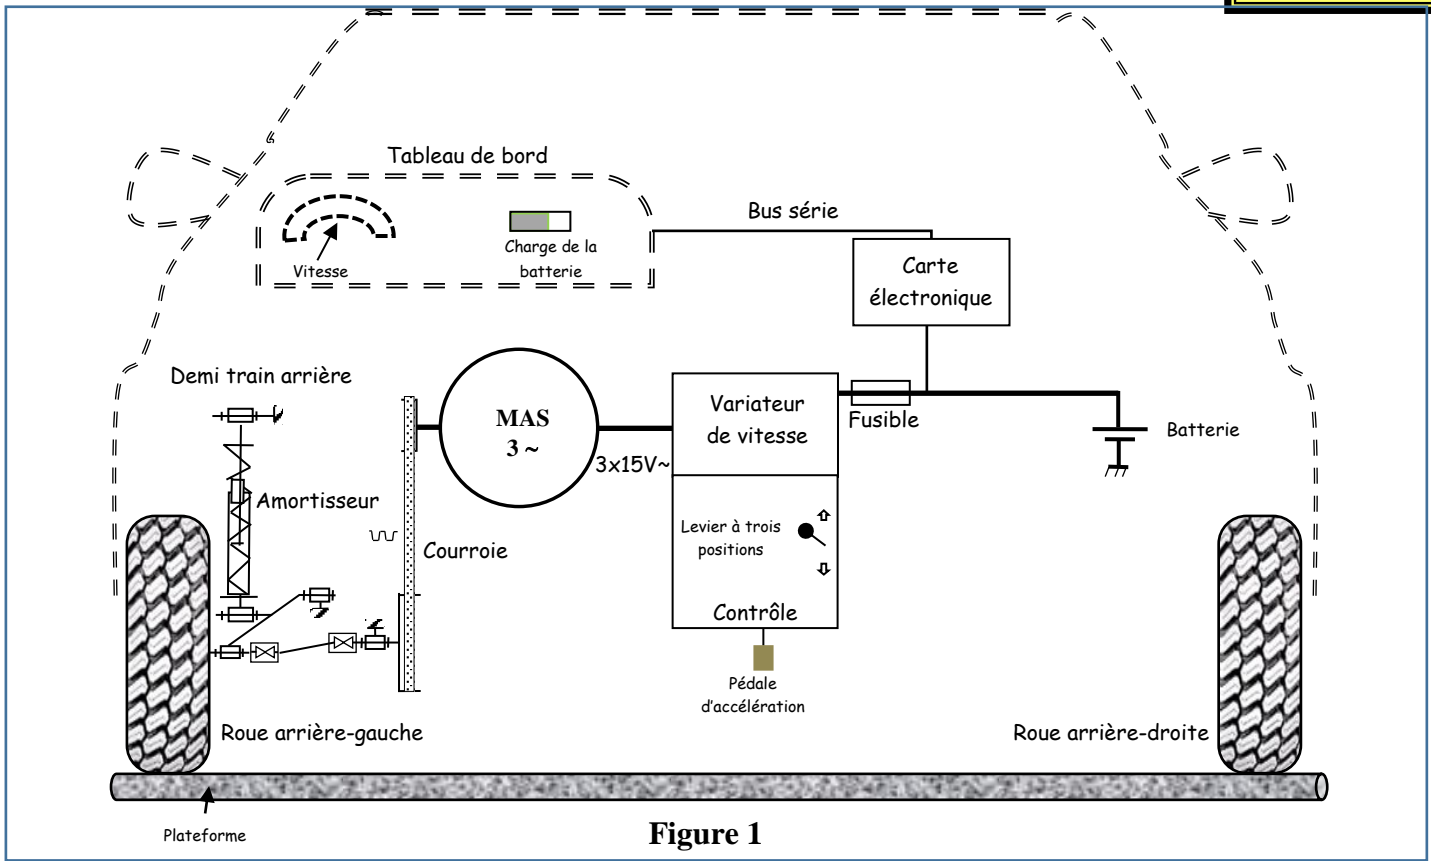 Tableau de bord
Bus série
Vitesse
Charge de la
batterie
Carte
électronique
Demi train arrière
MAS
3 ~
3x15V~
Variateur
de vitesse
Fusible
Batterie
Amortisseur
Courroie
Levier à trois
positions
Contrôle
Pédale
d'accélération
Roue arrière-gauche
Roue arrière-droite
Plateforme
Figure 1